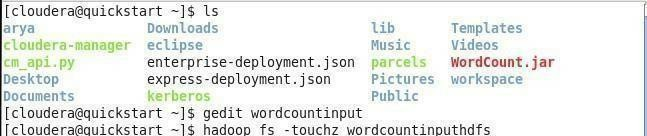 [cloudera@quickstart ~]$ ls
arya Downloads lib Templates
cloudera-manager eclipse Music Videos
cm_api.py enterprise-deployment.json parcels WordCount.jar
Desktop express-deployment.json Pictures workspace
Documents kerberos Public
[cloudera@quickstart ~]$ gedit wordcountinput
[cloudera@quickstart ~]$ hadoop fs -touchz wordcountinputhdfs